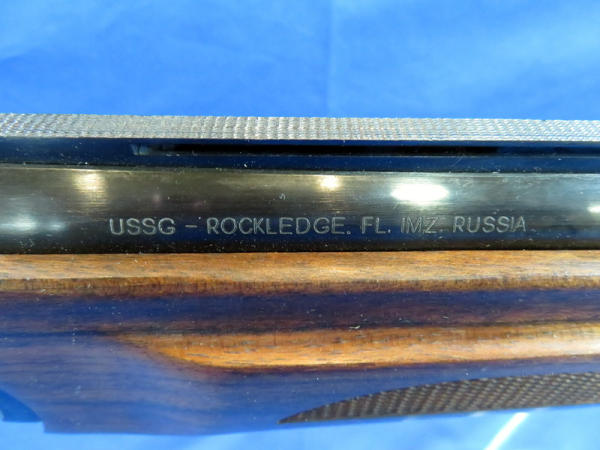 USSG - ROCKLEDGE. FL. IMZ. RUSSIA